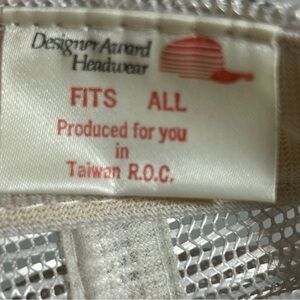 Designer Award
Headwear
FITS ALL
Produced for you
in
Taiwan R.O.C.